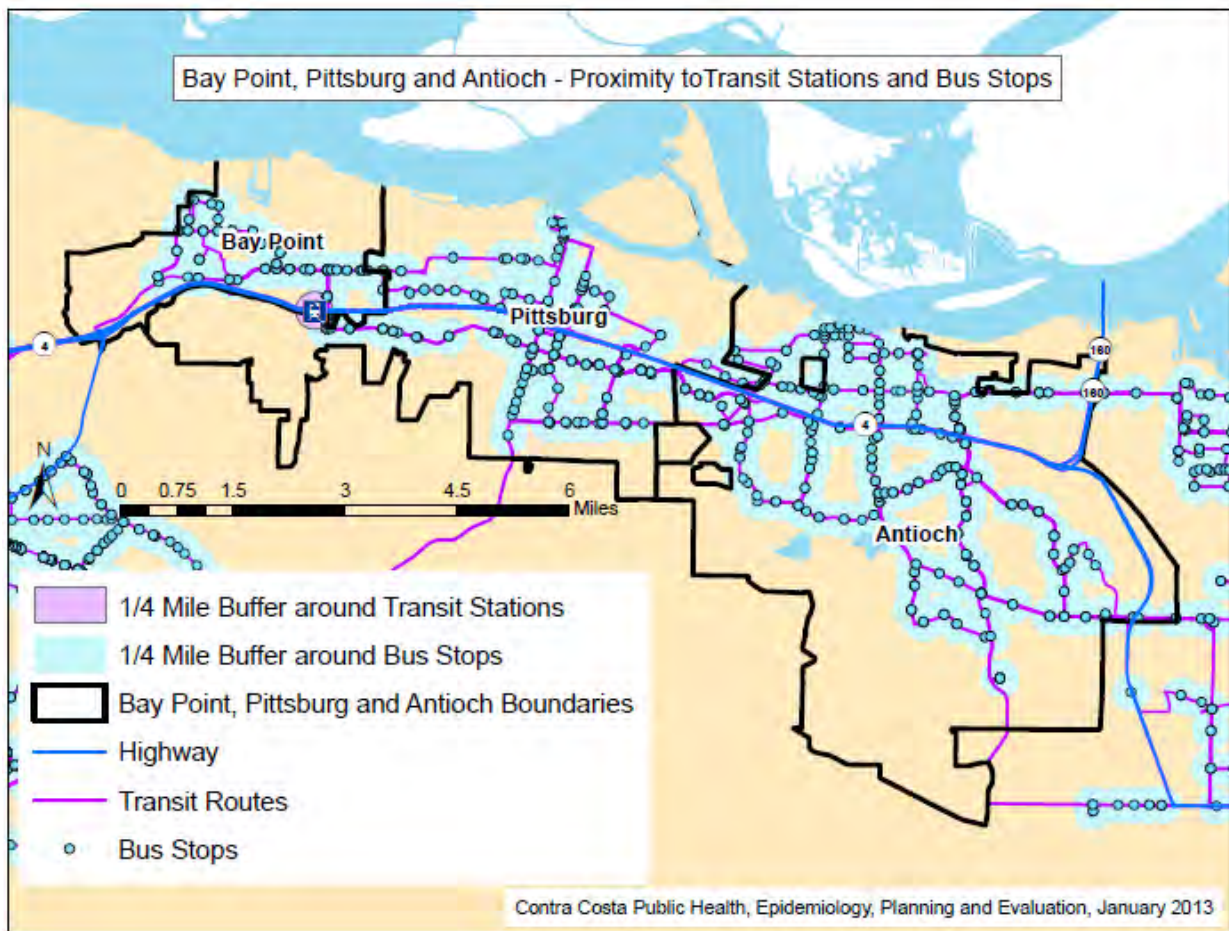 Bay Point, Pittsburg and Antioch - Proximity toTransit Stations and Bus Stops
Bay Point
Pittsburg
160
4
160
4
N
0 0.75 1.5 3 4.5 6
Miles
Antioch
1/4 Mile Buffer around Transit Stations
1/4 Mile Buffer around Bus Stops
Bay Point, Pittsburg and Antioch Boundaries
Highway
Transit Routes
Bus Stops
Contra Costa Public Health, Epidemiology, Planning and Evaluation, January 2013